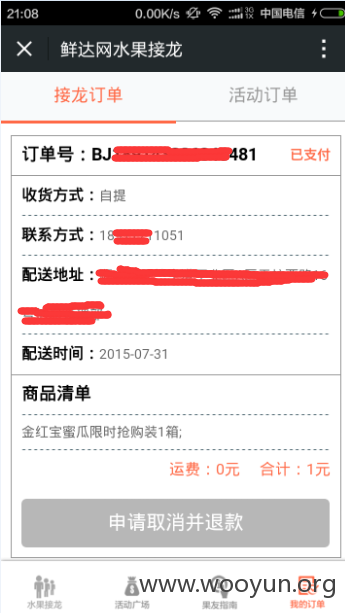 21:08
0.00K/s
3G
1X
中国电信
鲜达网水果接龙
接龙订单
活动订单
订单号：BJ
481
已支付
收货方式：自提
联系方式：18
1051
配送地址：
配送时间：2015-07-31
商品清单
金红宝蜜瓜限时抢购装1箱;
运费：0元
合计：1元
申请取消并退款
水果接龙
活动广场
果友指南
我的订单
www.wooyun.org